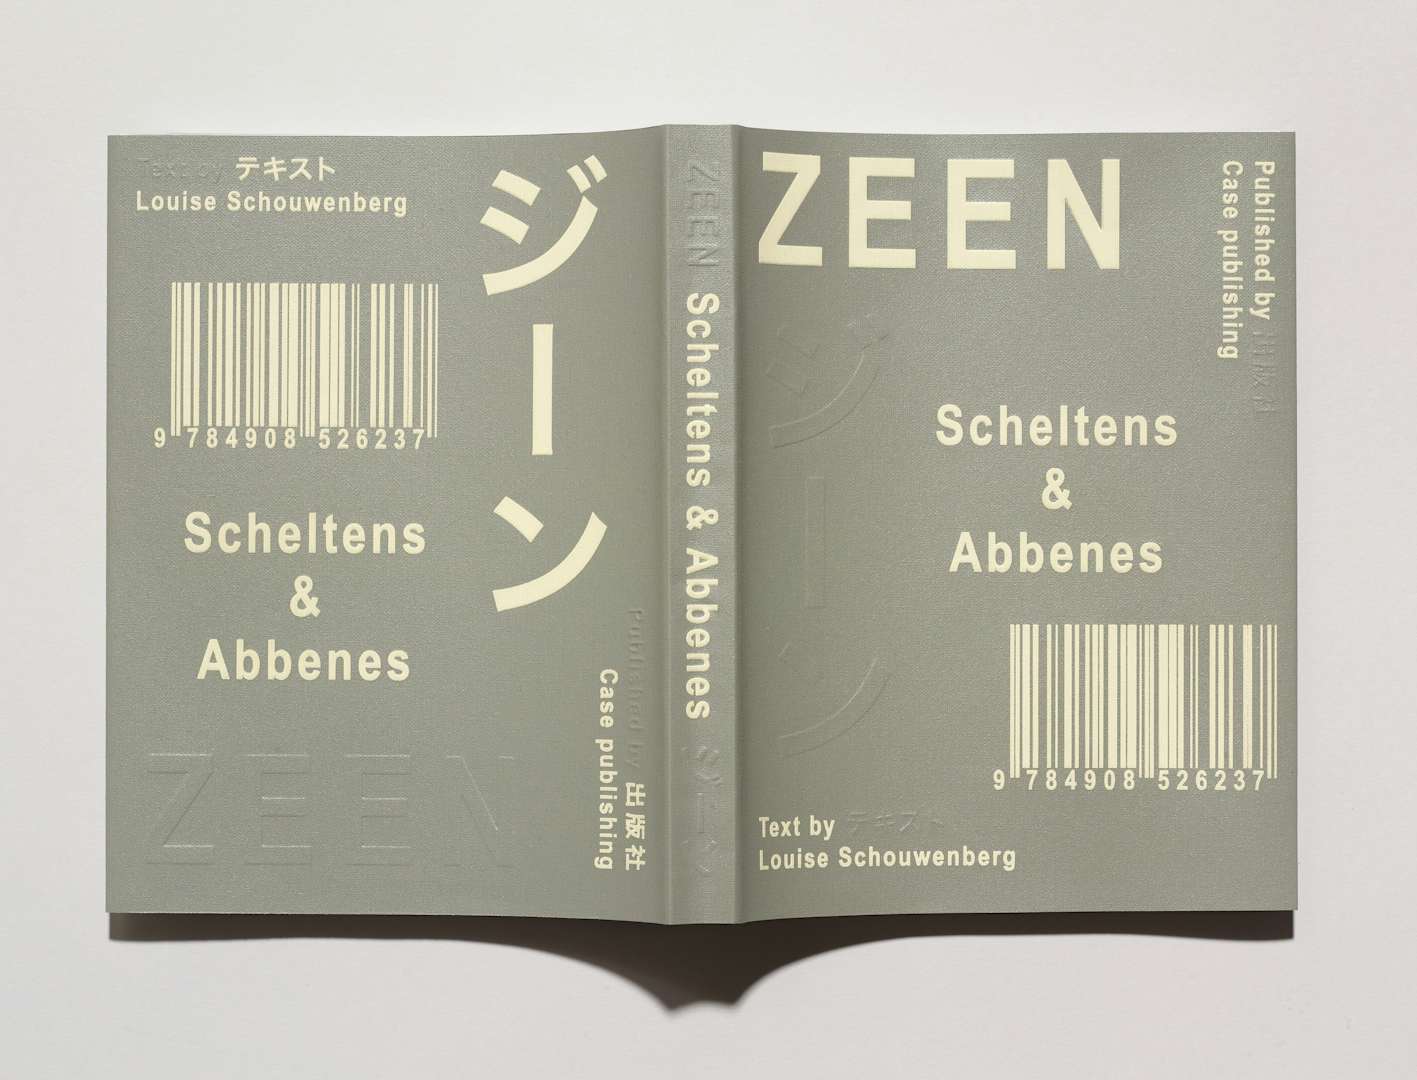 Text by テキスト
Louise Schouwenberg
ジーン
9 784908 526237
Scheltens
&
Abbenes
ZEEN
Published by 出版社
Case publishing
ZEEN Scheltens & Abbenes ジーン
ZEEN
Published by 出版社
Case publishing
ジーン
Scheltens
&
Abbenes
9 784908 526237
Text by テキスト
Louise Schouwenberg